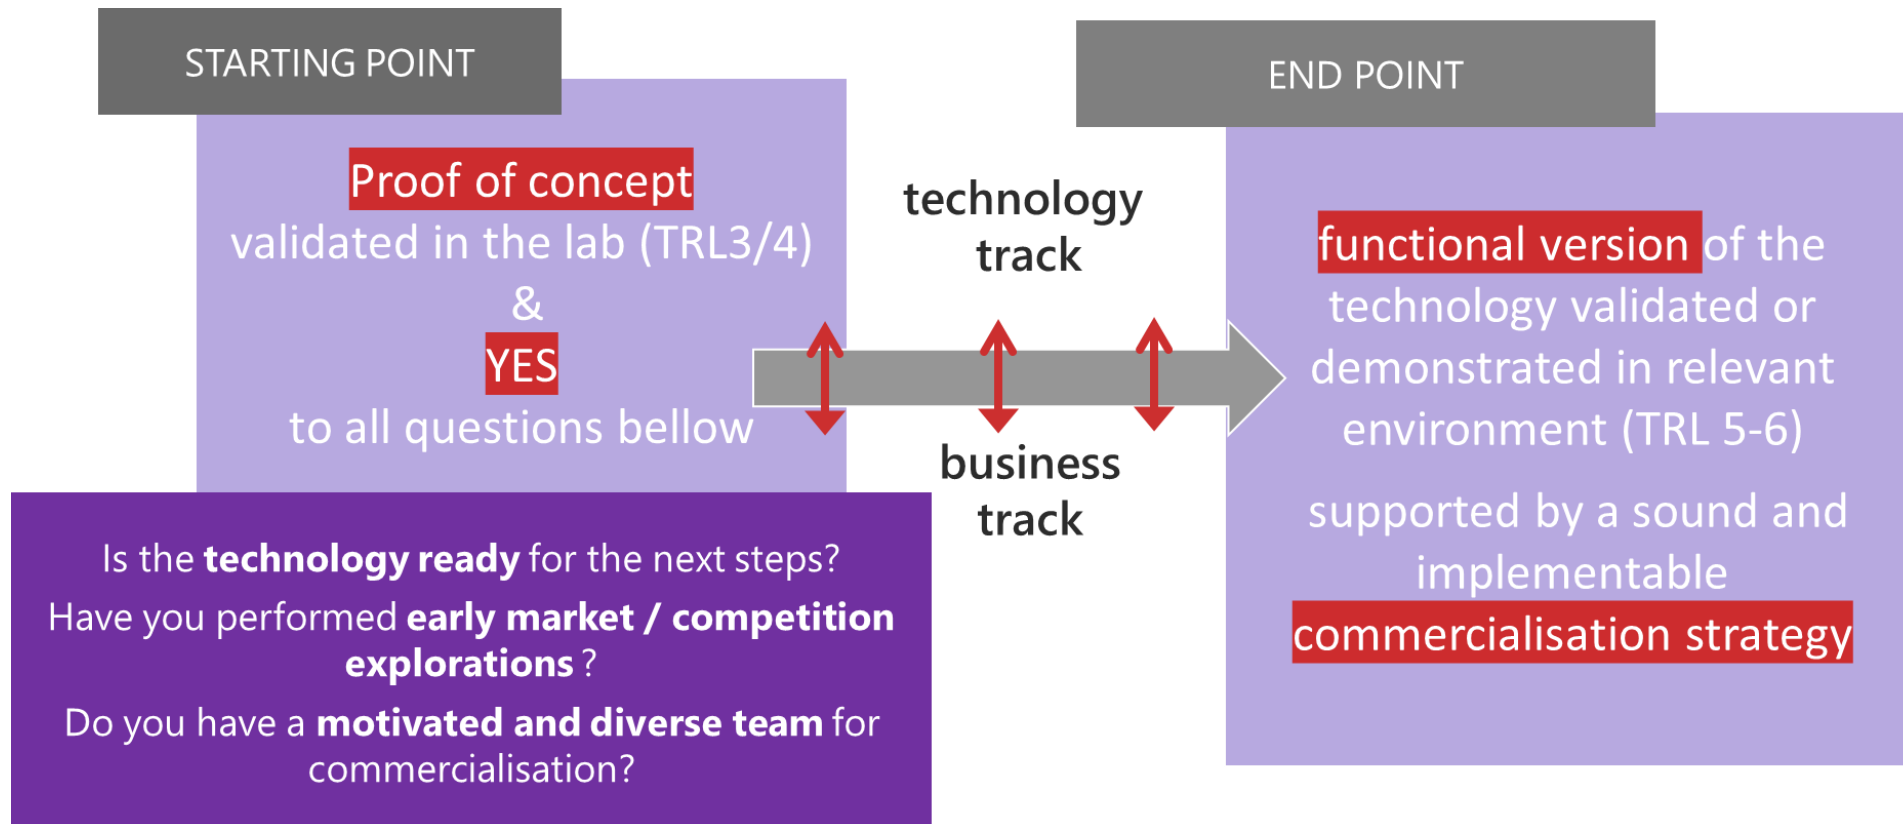 STARTING POINT
Proof of concept
validated in the lab (TRL3/4)
&
YES
to all questions bellow
Is the technology ready for the next steps?
Have you performed early market / competition
explorations ?
Do you have a motivated and diverse team for
commercialisation?
technology
track
business
track
END POINT
functional version of the
technology validated or
demonstrated in relevant
environment (TRL 5-6)
supported by a sound and
implementable
commercialisation strategy